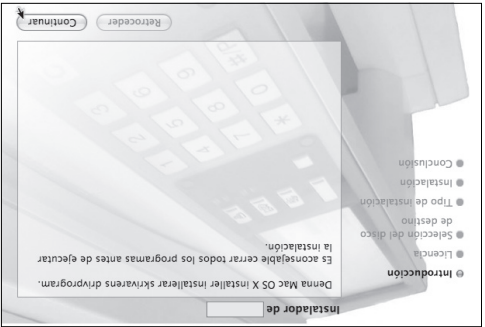 Instalador de
Introducción
Licencia
Selección del disco
de destino
Tipo de instalación
Instalación
Conclusión
Denna Mac OS X installer installerar skrivarens drivprogram.
Es aconsejable cerrar todos los programas antes de ejecutar
la instalación.
Retroceder
Continuar